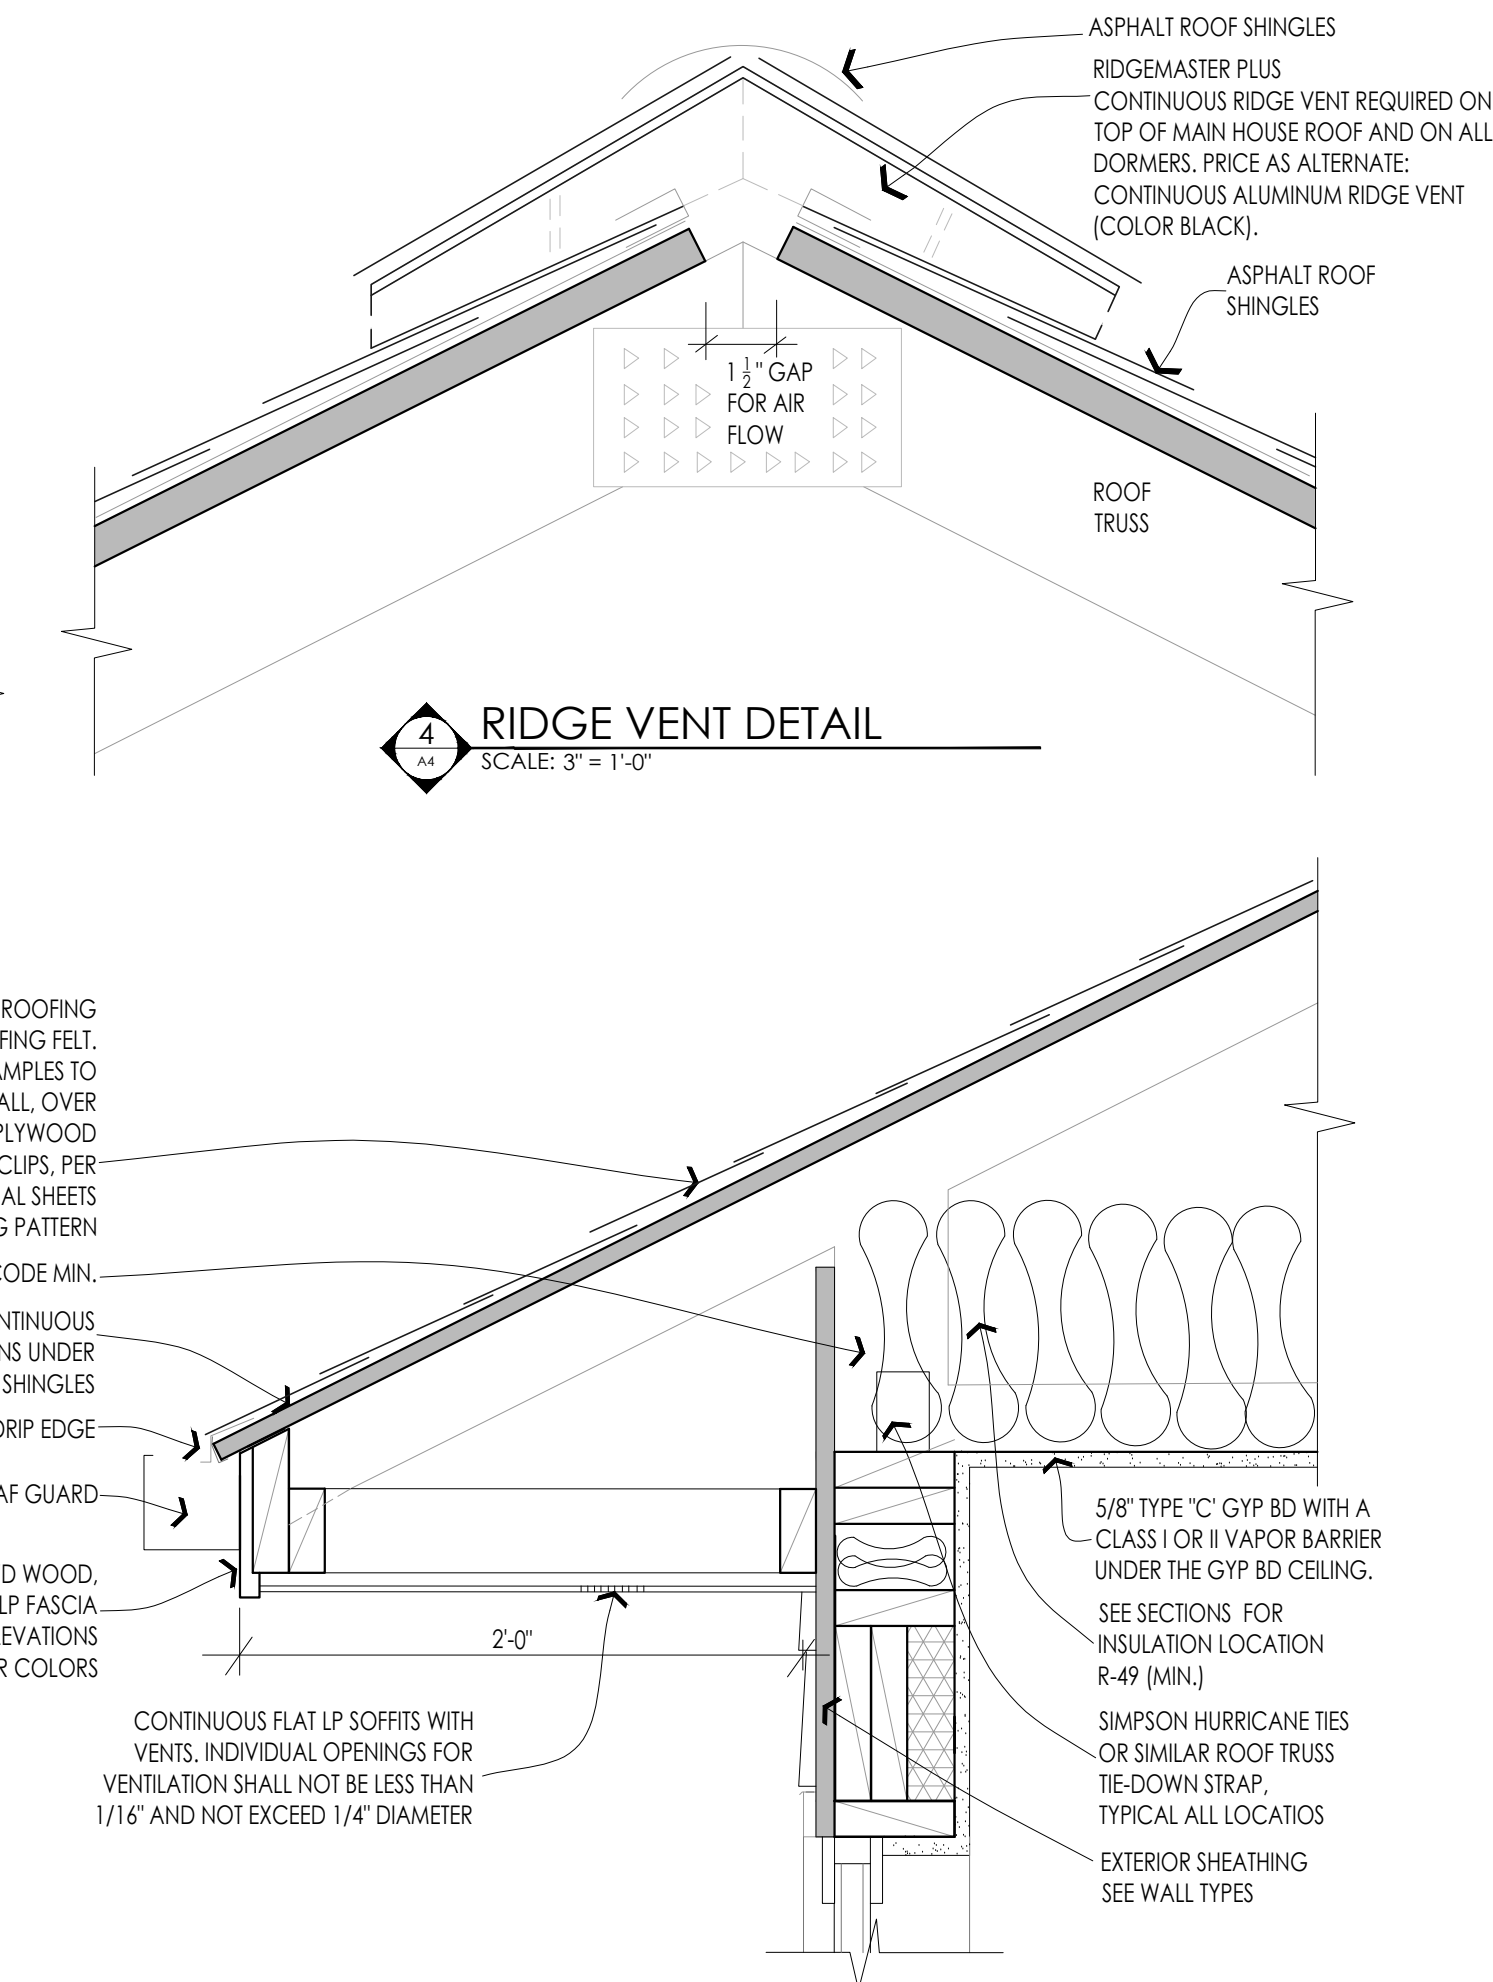 ASPHALT ROOF SHINGLES
RIDGEMASTER PLUS
CONTINUOUS RIDGE VENT REQUIRED ON
TOP OF MAIN HOUSE ROOF AND ON ALL
DORMERS. PRICE AS ALTERNATE:
CONTINUOUS ALUMINUM RIDGE VENT
(COLOR BLACK).
ASPHALT ROOF
SHINGLES
1 1/2" GAP
FOR AIR
FLOW
ROOF
TRUSS
4
A4
RIDGE VENT DETAIL
SCALE: 3" = 1'-0"
ROOFING
FELT.
TO
ALL, OVER
PLYWOOD
CLIPS, PER
SHEETS
PATTERN
CODE MIN.
UNDER
SHINGLES
DRIP EDGE
GUARD
WOOD,
LP FASCIA
COLORS
2'-0"
CONTINUOUS FLAT LP SOFFITS WITH
VENTS. INDIVIDUAL OPENINGS FOR
VENTILATION SHALL NOT BE LESS THAN
1/16" AND NOT EXCEED 1/4" DIAMETER
5/8" TYPE "C' GYP BD WITH A
CLASS I OR II VAPOR BARRIER
UNDER THE GYP BD CEILING.
SEE SECTIONS FOR
INSULATION LOCATION
R-49 (MIN.)
SIMPSON HURRICANE TIES
OR SIMILAR ROOF TRUSS
TIE-DOWN STRAP,
TYPICAL ALL LOCATIOS
EXTERIOR SHEATHING
SEE WALL TYPES